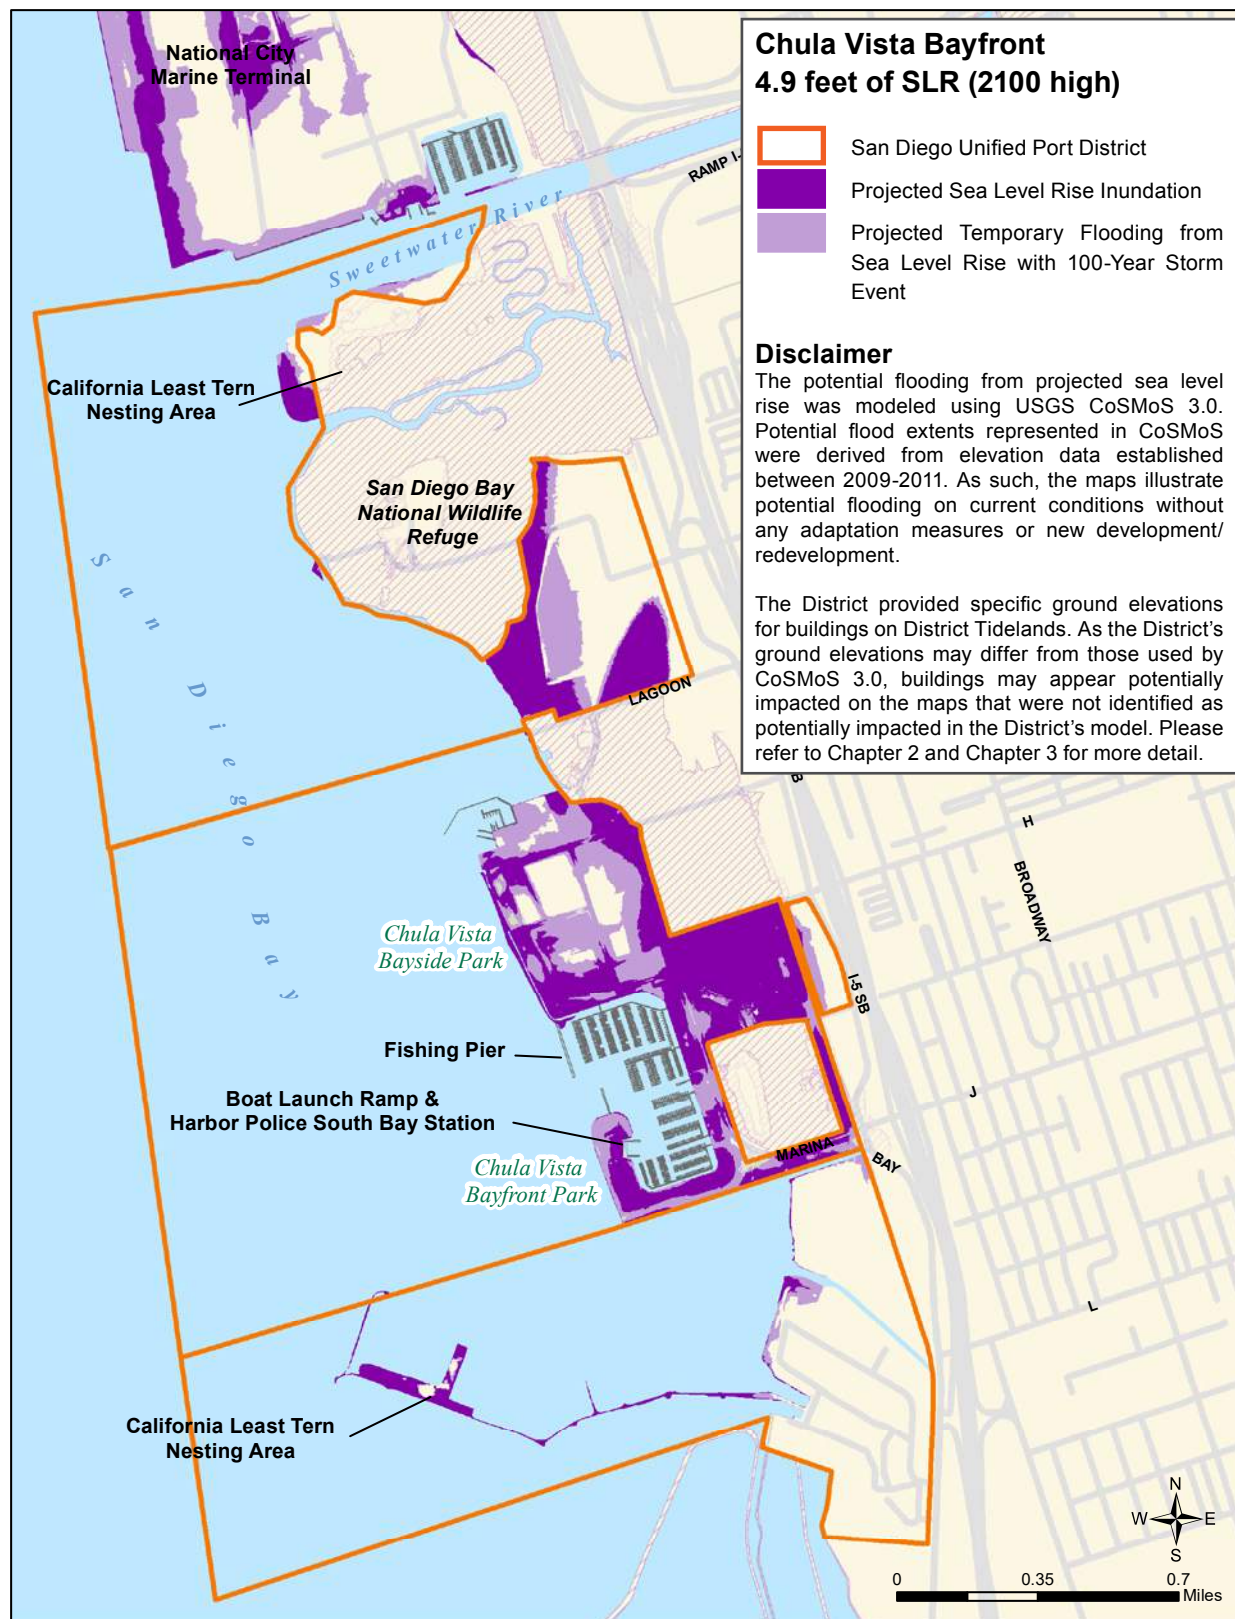 National City
Marine Terminal
Chula Vista Bayfront
4.9 feet of SLR (2100 high)
San Diego Unified Port District
Projected Sea Level Rise Inundation
Projected Temporary Flooding from
Sea Level Rise with 100-Year Storm
Event
Disclaimer
The potential flooding from projected sea level
rise was modeled using USGS CoSMoS 3.0.
Potential flood extents represented in CoSMoS
were derived from elevation data established
between 2009-2011. As such, the maps illustrate
potential flooding on current conditions without
any adaptation measures or new development/
redevelopment.
The District provided specific ground elevations
for buildings on District Tidelands. As the District's
ground elevations may differ from those used by
CoSMoS 3.0, buildings may appear potentially
impacted on the maps that were not identified as
potentially impacted in the District's model. Please
refer to Chapter 2 and Chapter 3 for more detail.
RAMP I-
Sweetwater River
California Least Tern
Nesting Area
San Diego Bay
National Wildlife
Refuge
San Diego Bay
LAGOON
B
H
BROADWAY
Chula Vista
Bayside Park
I-5 SB
Fishing Pier
J
Boat Launch Ramp &
Harbor Police South Bay Station
MARINA
BAY
Chula Vista
Bayfront Park
L
California Least Tern
Nesting Area
N
W
E
S
0
0.35
0.7
Miles